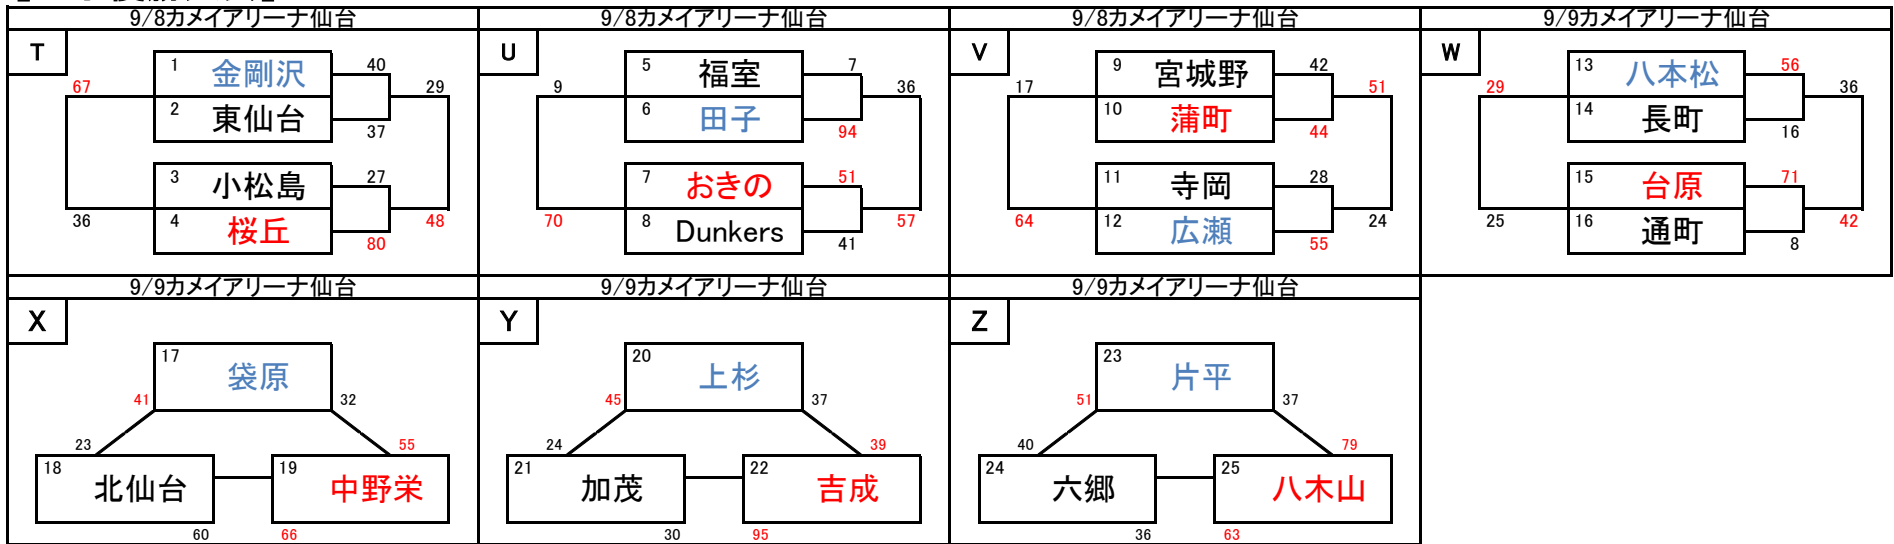 9/8カメイアリーナ仙台 9/8カメイアリーナ仙台 9/8カメイアリーナ仙台 9/9カメイアリーナ仙台
T U V W
1 金剛沢 40 5 福室 7 9 宮城野 42 13 八本松 56
67 29 9 36 17 51 29 36
2 東仙台 37 6 田子 94 10 蒲町 44 14 長町 16
3 小松島 27 7 おきの 51 11 寺岡 28 15 台原 71
36 48 70 57 64 24 25 42
4 桜丘 80 8 Dunkers 41 12 広瀬 55 16 通町 8
9/9カメイアリーナ仙台 9/9カメイアリーナ仙台 9/9カメイアリーナ仙台
X Y Z
17 袋原 20 上杉 23 片平
41 32 45 37 51 37
23 55 24 39 40 79
18 北仙台 19 中野栄 21 加茂 22 吉成 24 六郷 25 八木山
60 66 30 95 36 63